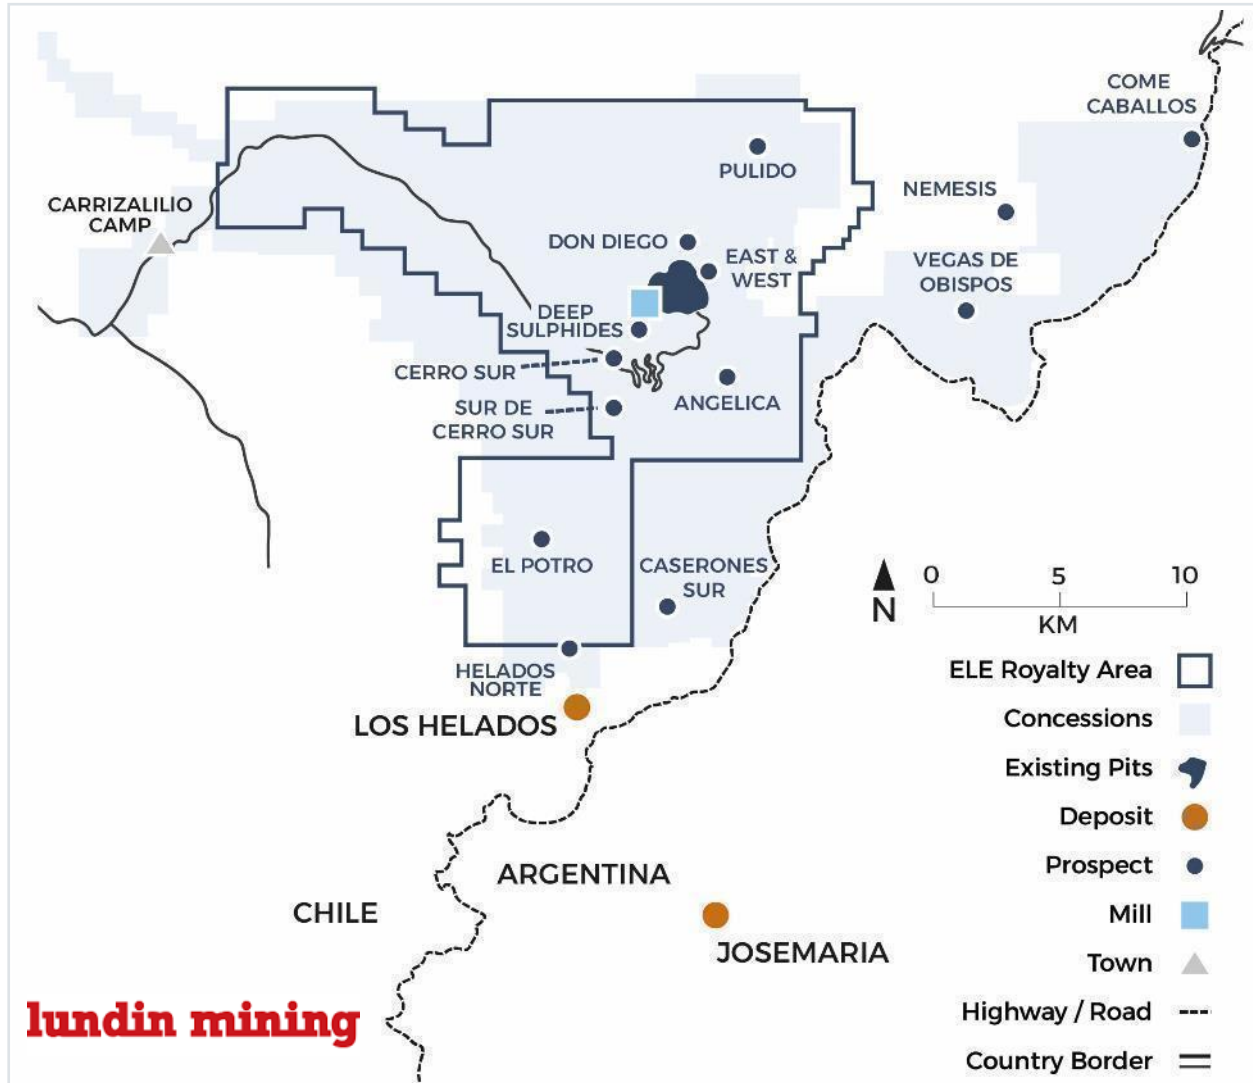 COME
CABALLOS
PULIDO
NEMESIS
CARRIZALILIO
CAMP
DON DIEGO
EAST &
WEST
VEGAS DE
OBISPOS
DEEP
SULPHIDES
CERRO SUR
ANGELICA
SUR DE
CERRO SUR
EL POTRO
CASERONES
SUR
HELADOS
NORTE
LOS HELADOS
ARGENTINA
CHILE
JOSEMARIA
lundin mining
N
0 5 10
KM
ELE Royalty Area
Concessions
Existing Pits
Deposit
Prospect
Mill
Town
Highway / Road
Country Border